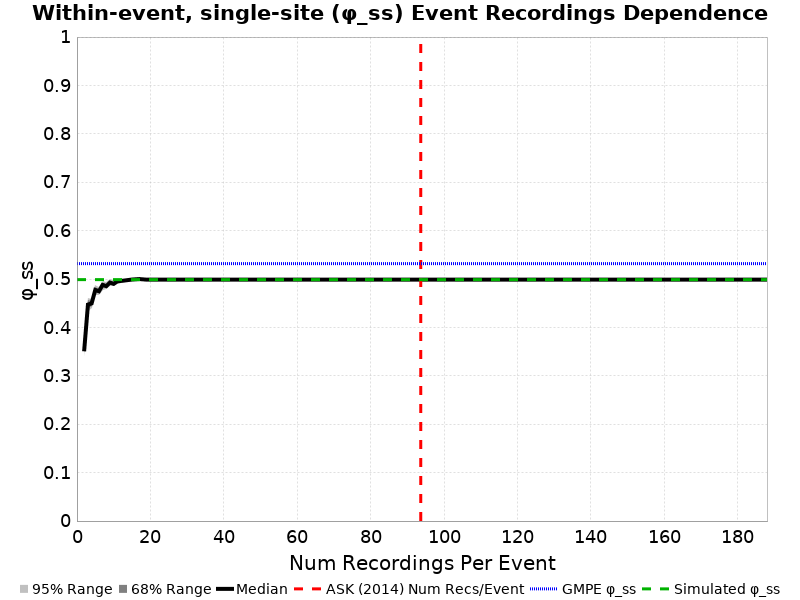 Within-event, single-site (φ_ss) Event Recordings Dependence
1
0.9
0.8
0.7
0.6
0.5
0.4
0.3
0.2
0.1
0
φ_ss
0 20 40 60 80 100 120 140 160 180
Num Recordings Per Event
95% Range 68% Range Median ASK (2014) Num Recs/Event GMPE φ_ss Simulated φ_ss